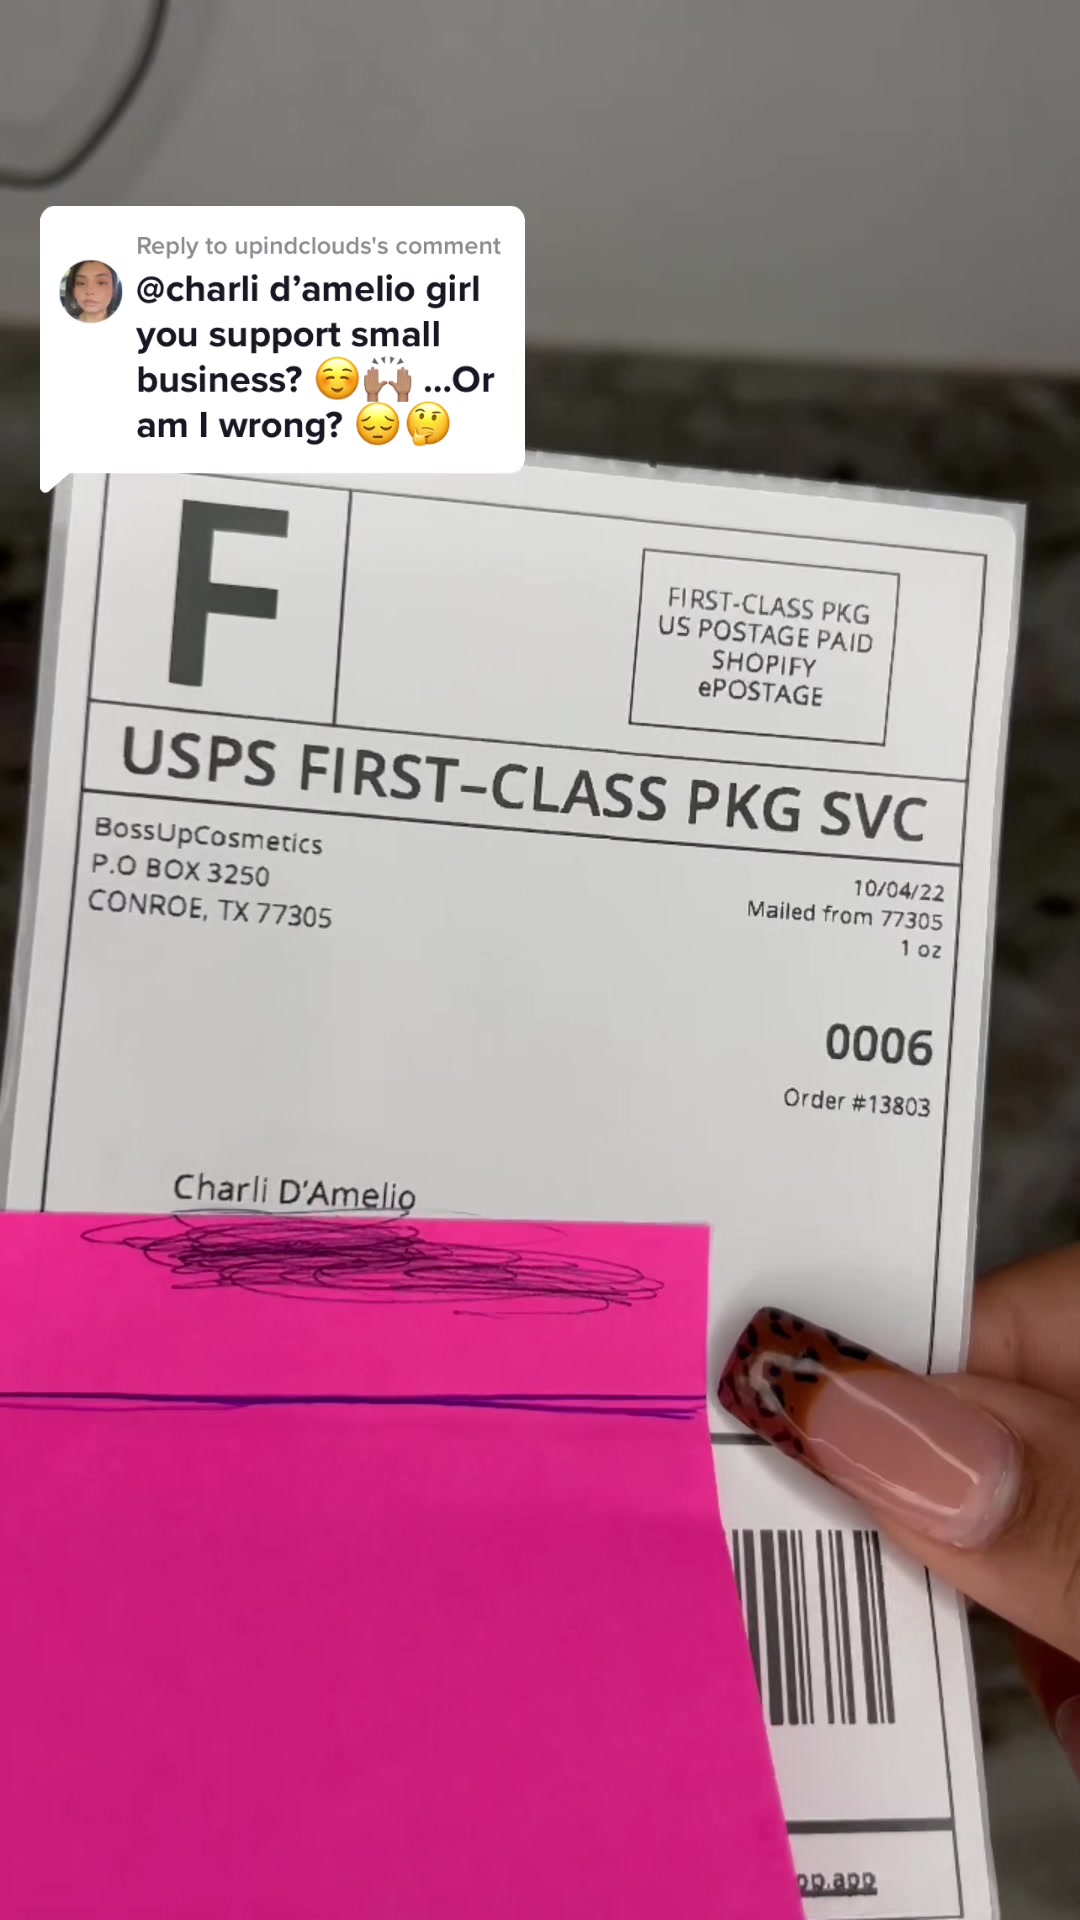 Reply to upindclouds's comment
@charli d’amelio girl
you support small
business? ☺️🙌🏽 ...Or
am I wrong? 😔🤔
F
FIRST-CLASS PKG
US POSTAGE PAID
SHOPIFY
ePOSTAGE
USPS FIRST-CLASS PKG SVC
BossUpCosmetics
P.O BOX 3250
CONROE, TX 77305
10/04/22
Mailed from 77305
1 oz
0006
Order #13803
Charli D'Amelio